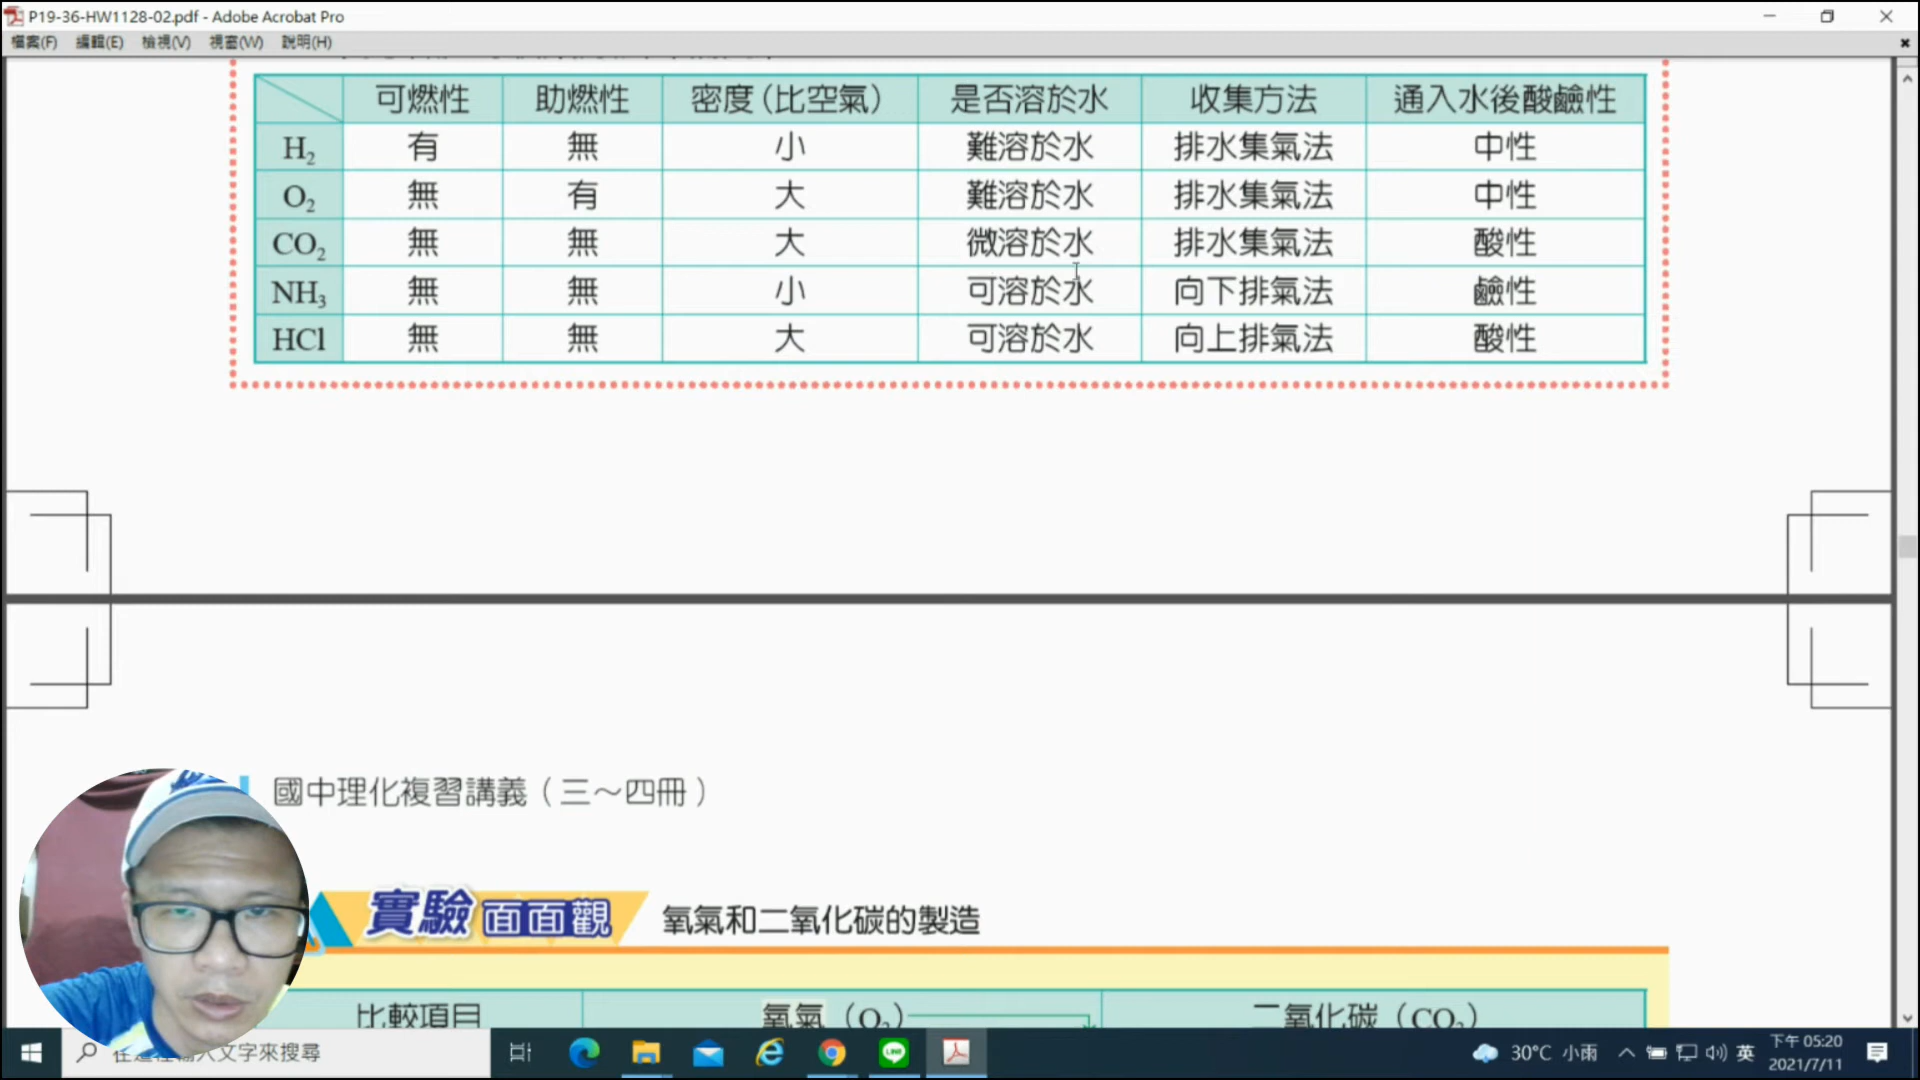 P19-36-HW1128-02.pdf - Adobe Acrobat Pro
檔案(F) 編輯(E) 檢視(V) 視窗(W) 說明(H)
可燃性 助燃性 密度(比空氣) 是否溶於水 收集方法 通入水後酸鹼性
H₂ 有 無 小 難溶於水 排水集氣法 中性
O₂ 無 有 大 難溶於水 排水集氣法 中性
CO₂ 無 無 大 微溶於水 排水集氣法 酸性
NH₃ 無 無 小 可溶於水 向下排氣法 鹼性
HCl 無 無 大 可溶於水 向上排氣法 酸性
國中理化複習講義(三～四冊)
實驗面面觀 氧氣和二氧化碳的製造
比較項目 氧氣(O₂) 二氧化碳(CO₂)
文字來搜尋
30°C 小雨 英 下午 05:20
2021/7/11